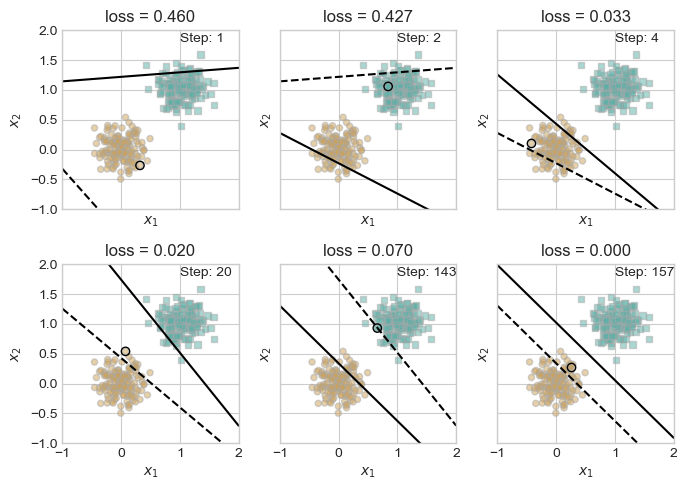 loss = 0.460
loss = 0.427
loss = 0.033
Step: 1
Step: 2
Step: 4
2.0
1.5
1.0
0.5
0.0
−0.5
−1.0
x₂
x₂
x₂
x₁
x₁
x₁
loss = 0.020
loss = 0.070
loss = 0.000
Step: 20
Step: 143
Step: 157
2.0
1.5
1.0
0.5
0.0
−0.5
−1.0
x₂
x₂
x₂
−1 0 1 2
−1 0 1 2
−1 0 1 2
x₁
x₁
x₁